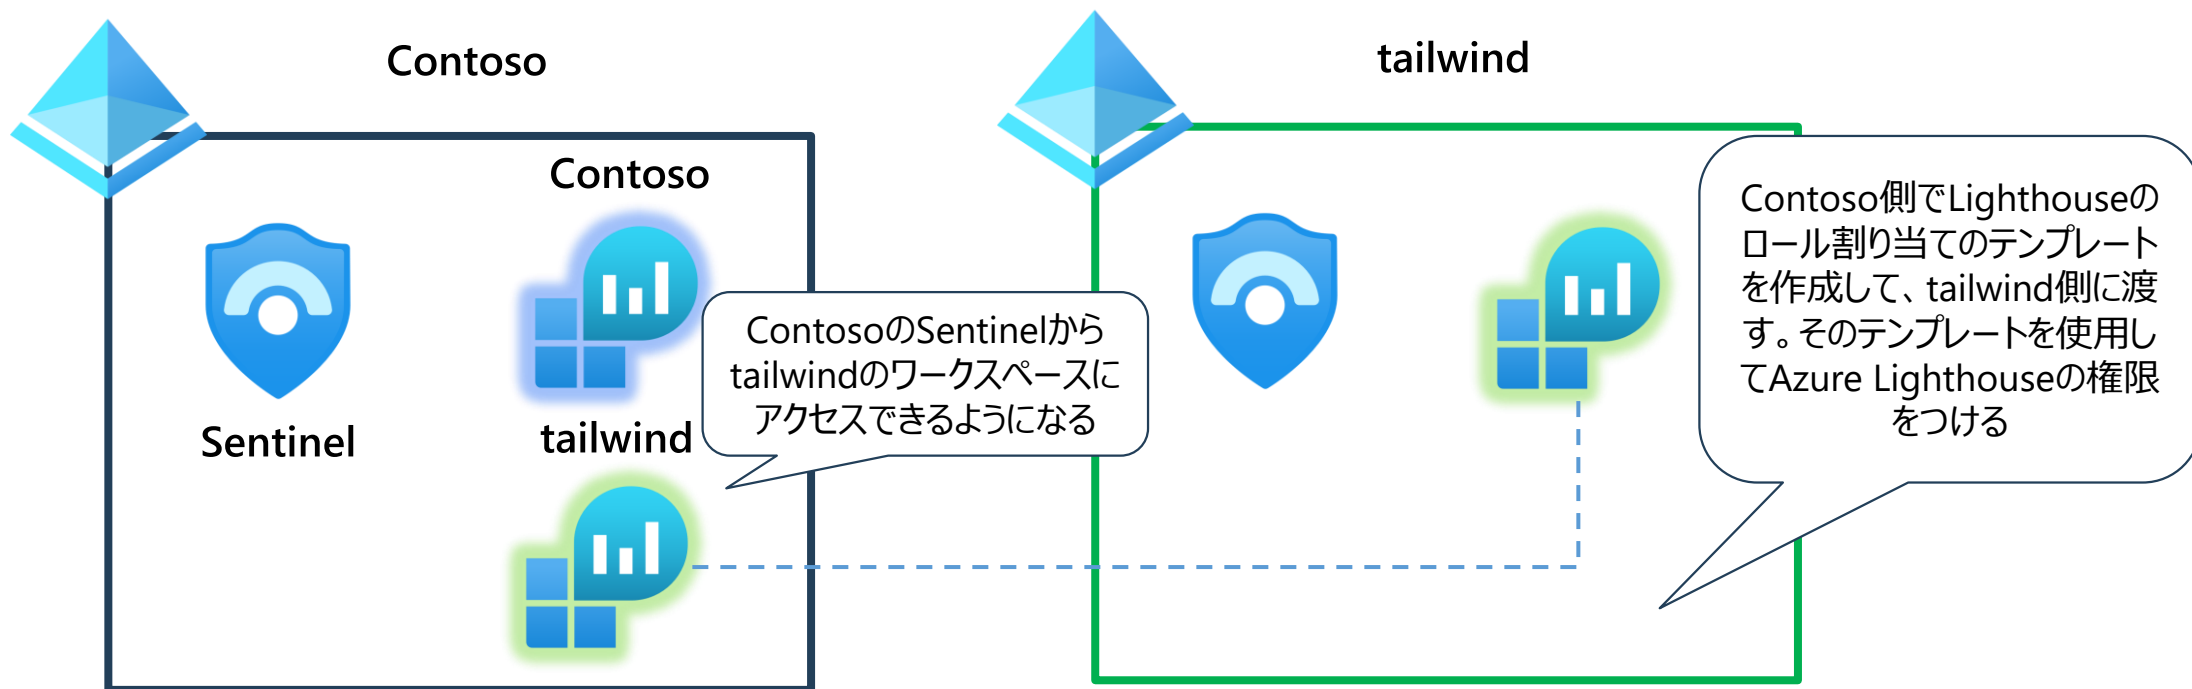 Contoso
tailwind
Contoso
Sentinel
tailwind
ContosoのSentinelから
tailwindのワークスペースに
アクセスできるようになる
Contoso側でLighthouseの
ロール割り当てのテンプレート
を作成して、tailwind側に渡
す。そのテンプレートを使用し
てAzure Lighthouseの権限
をつける